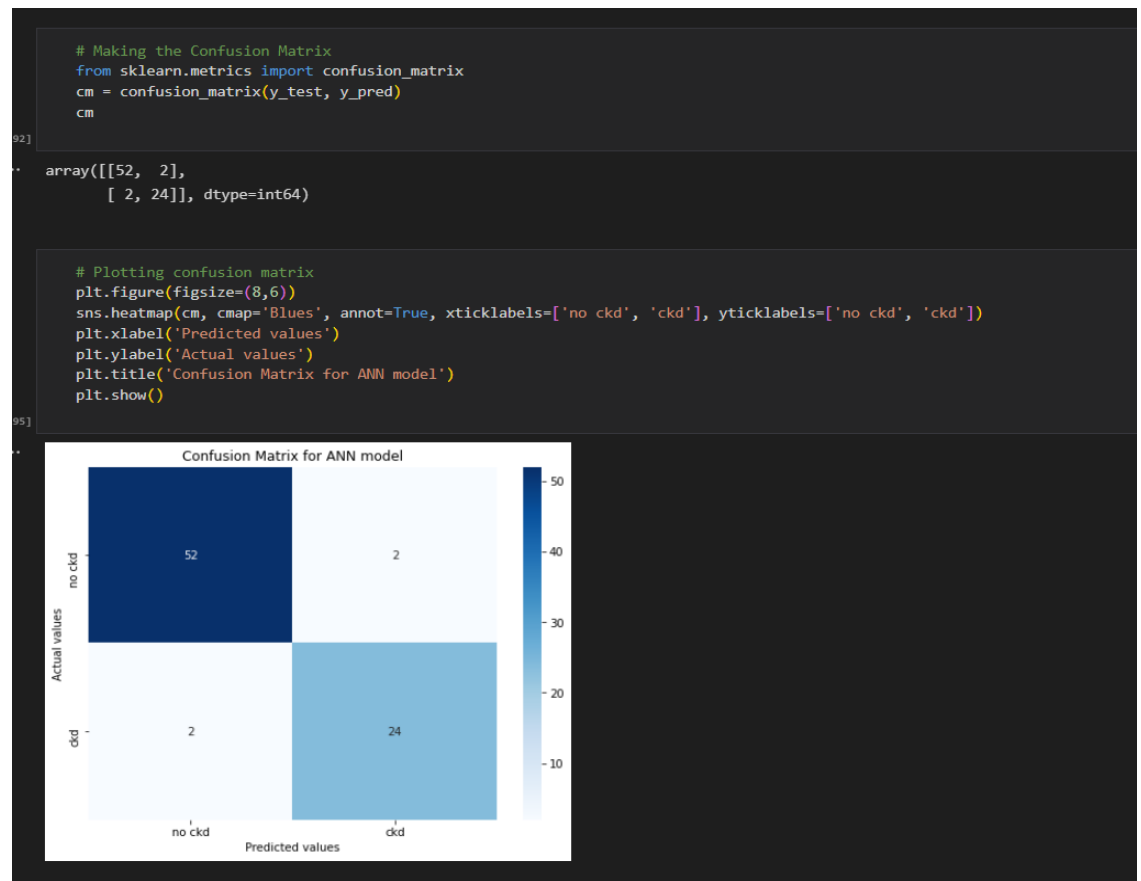 # Making the Confusion Matrix
from sklearn.metrics import confusion_matrix
cm = confusion_matrix(y_test, y_pred)
cm
92]
array([[52,  2],
       [ 2, 24]], dtype=int64)
# Plotting confusion matrix
plt.figure(figsize=(8,6))
sns.heatmap(cm, cmap='Blues', annot=True, xticklabels=['no ckd', 'ckd'], yticklabels=['no ckd', 'ckd'])
plt.xlabel('Predicted values')
plt.ylabel('Actual values')
plt.title('Confusion Matrix for ANN model')
plt.show()
95]
Confusion Matrix for ANN model
50
40
30
20
10
Actual values
no ckd
52
2
ckd
2
24
no ckd
ckd
Predicted values